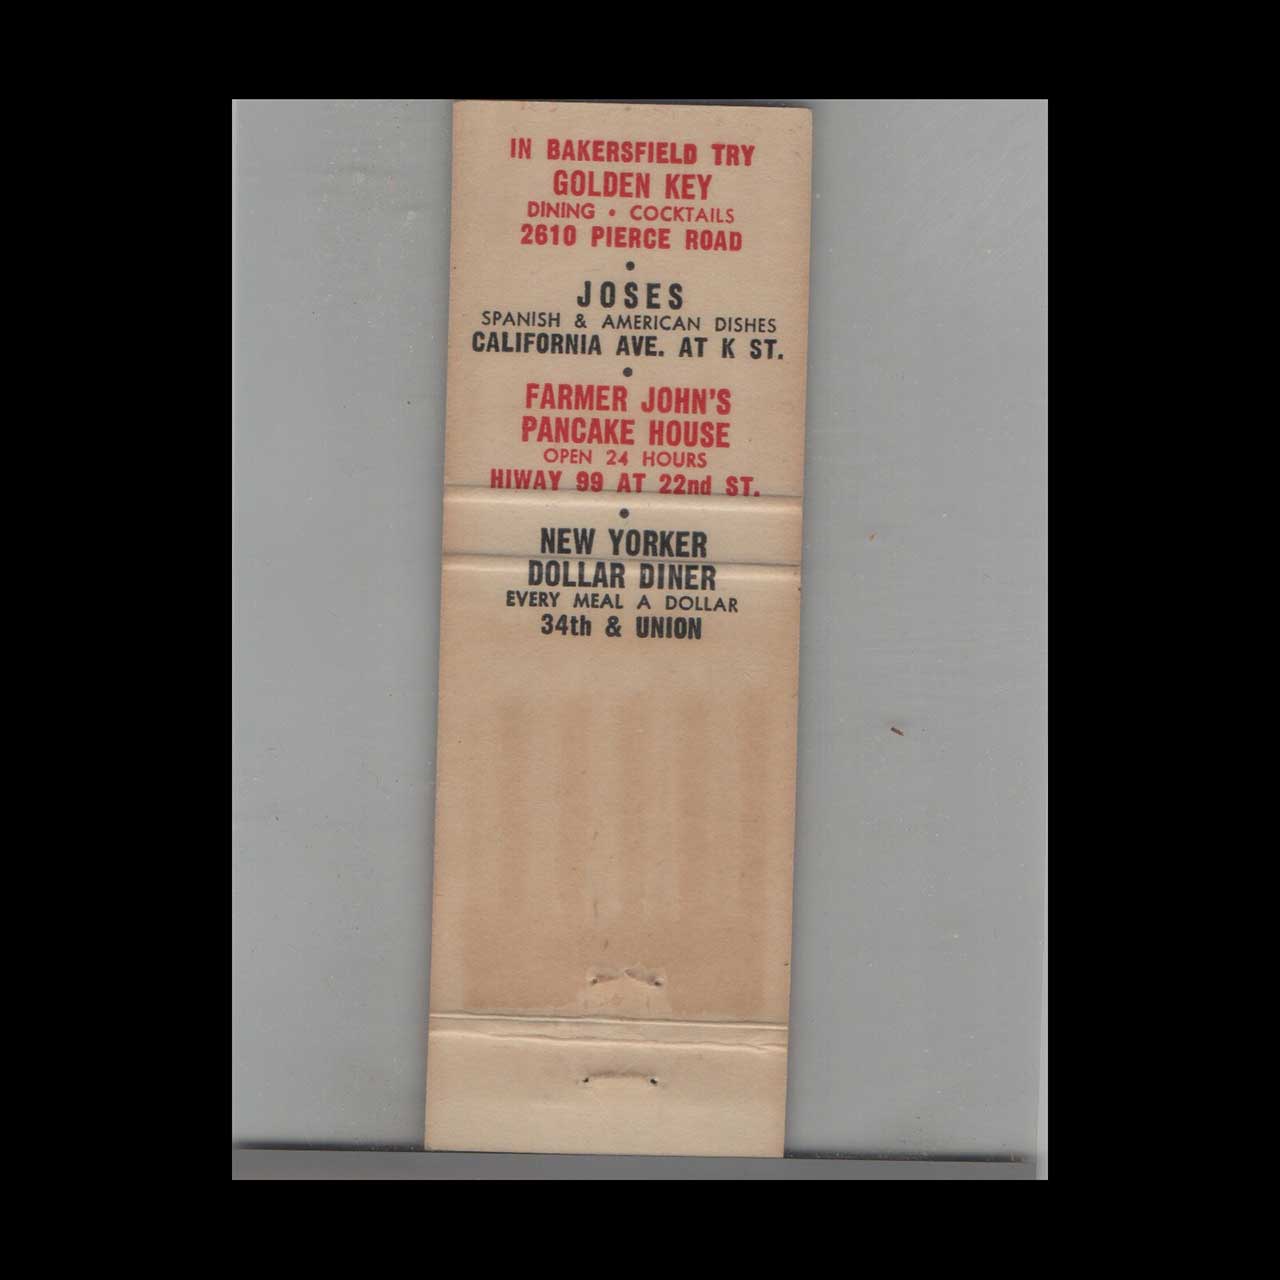 IN BAKERSFIELD TRY
GOLDEN KEY
DINING • COCKTAILS
2610 PIERCE ROAD
•
JOSES
SPANISH & AMERICAN DISHES
CALIFORNIA AVE. AT K ST.
•
FARMER JOHN'S
PANCAKE HOUSE
OPEN 24 HOURS
HIWAY 99 AT 22nd ST.
•
NEW YORKER
DOLLAR DINER
EVERY MEAL A DOLLAR
34th & UNION